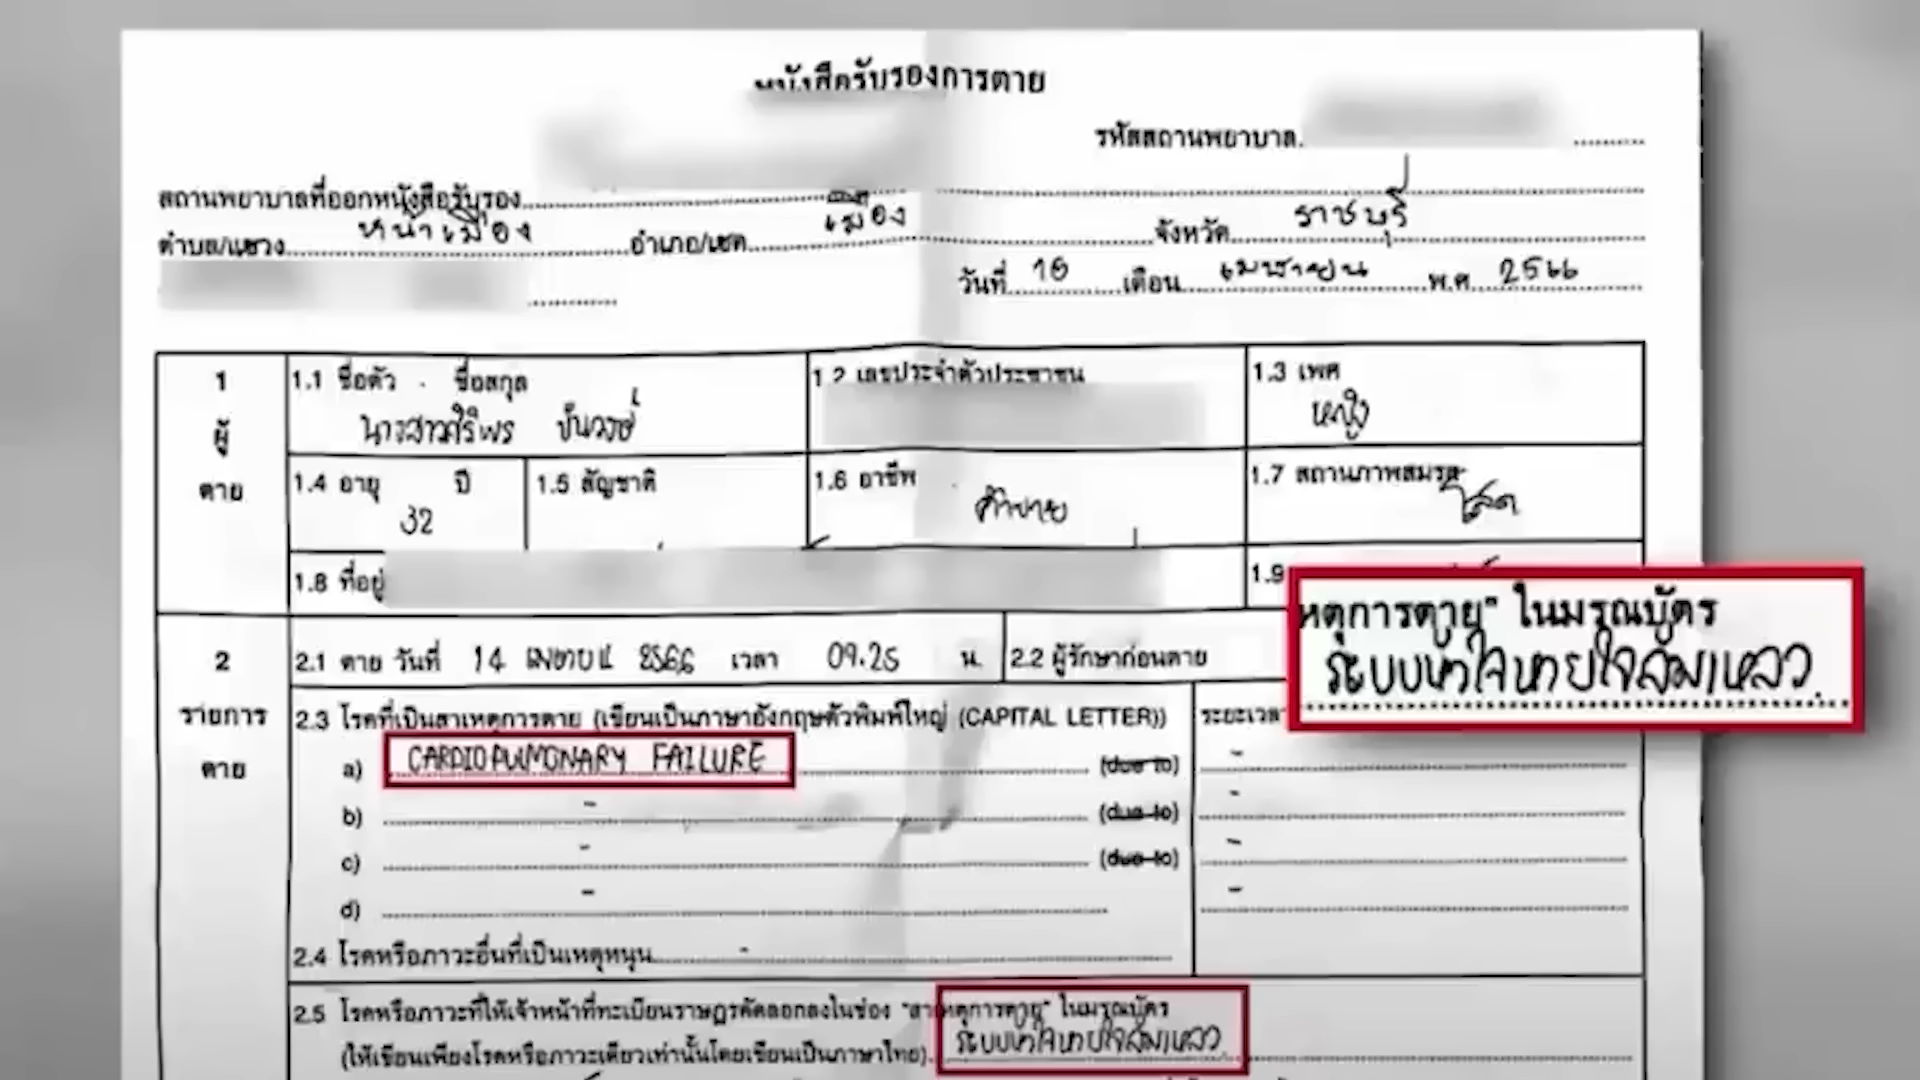 หนังสือรับรองการตาย
รหัสสถานพยาบาล
สถานพยาบาลที่ออกหนังสือรับรอง
ตำบล/แขวง หน้าเมือง อำเภอ/เขต เมือง จังหวัด ราชบุรี
วันที่ 16 เดือน เมษายน พ.ศ. 2566
1 ผู้ตาย
1.1 ชื่อตัว - ชื่อสกุล
นางสาวศิริพร ขันวงษ์
1.2 เลขประจำตัวประชาชน
1.3 เพศ
หญิง
1.4 อายุ ปี
32
1.5 สัญชาติ
1.6 อาชีพ
ค้าขาย
1.7 สถานภาพสมรส
โสด
1.8 ที่อยู่
1.9
2 รายการตาย
2.1 ตาย วันที่ 14 เมษายน 2566 เวลา 09.25 น.
2.2 ผู้รักษาก่อนตาย
2.3 โรคที่เป็นสาเหตุการตาย (เขียนเป็นภาษาอังกฤษตัวพิมพ์ใหญ่ (CAPITAL LETTER))
ระยะเวลา
a) CARDIOPULMONARY FAILURE (due to) -
b) - (due to) -
c) - (due to) -
d) - -
2.4 โรคหรือภาวะอื่นที่เป็นเหตุหนุน -
2.5 โรคหรือภาวะที่ให้เจ้าหน้าที่ทะเบียนราษฎรคัดลอกลงในช่อง "สาเหตุการตาย" ในมรณบัตร
(ให้เขียนเพียงโรคหรือภาวะเดียวเท่านั้นโดยเขียนเป็นภาษาไทย) ระบบหัวใจหายใจล้มเหลว
หตุการตาย" ในมรณบัตร
ระบบหัวใจหายใจล้มเหลว